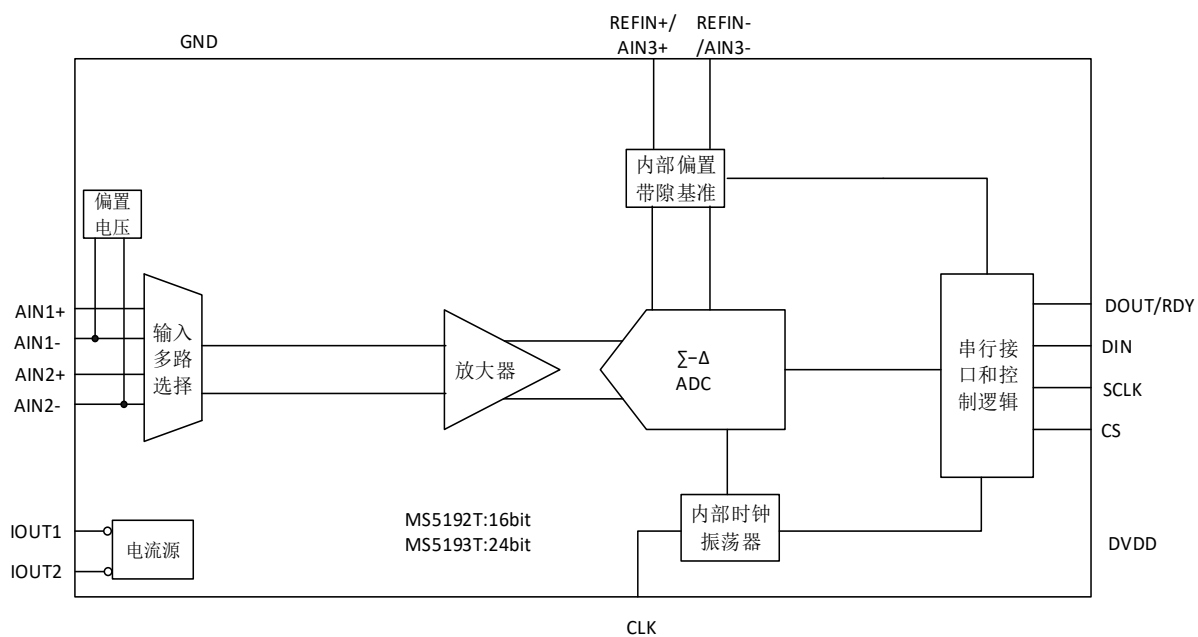 REFIN+/
AIN3+
REFIN-
/AIN3-
GND
内部偏置
带隙基准
偏置
电压
AIN1+
AIN1-
AIN2+
AIN2-
输入
多路
选择
放大器
∑-Δ
ADC
串行接
口和控
制逻辑
DOUT/RDY
DIN
SCLK
CS
IOUT1
IOUT2
电流源
MS5192T:16bit
MS5193T:24bit
内部时钟
振荡器
DVDD
CLK